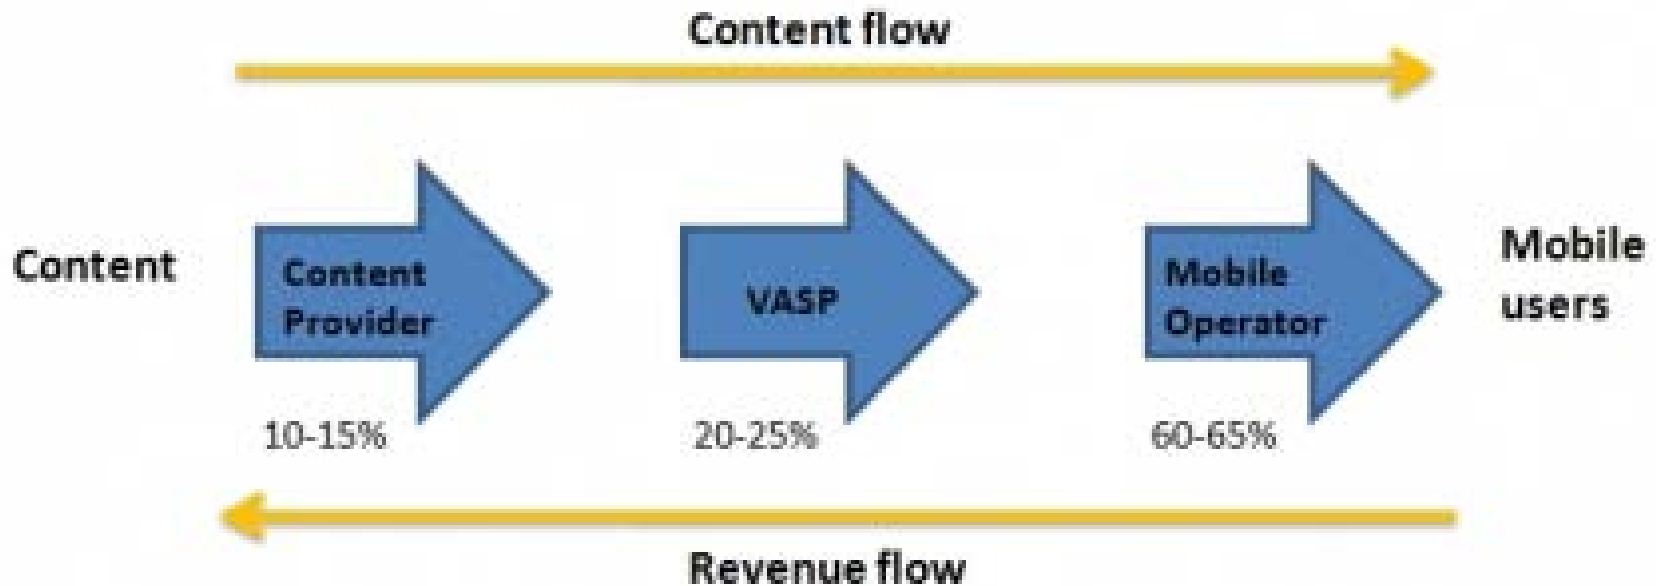 Content flow
Content
Content
Provider
VASP
Mobile
Operator
Mobile
users
10-15%
20-25%
60-65%
Revenue flow